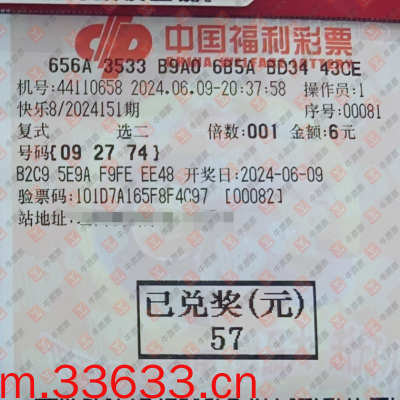 中国福利彩票
CHINA WELFARE LOTTERY
656A 3533 B9A0 6B5A BD34 43CE
机号:44110658 2024.06.09-20:37:58 操作员:1
快乐8/2024151期 序号:00081
复式 选二 倍数:001 金额:6元
号码{09 27 74}
B2C9 5E9A F9FE EE48 开奖日:2024-06-09
验票码:101D7A165F8F4C97 [00082]
站地址:
已兑奖(元)
57
m.33633.cn